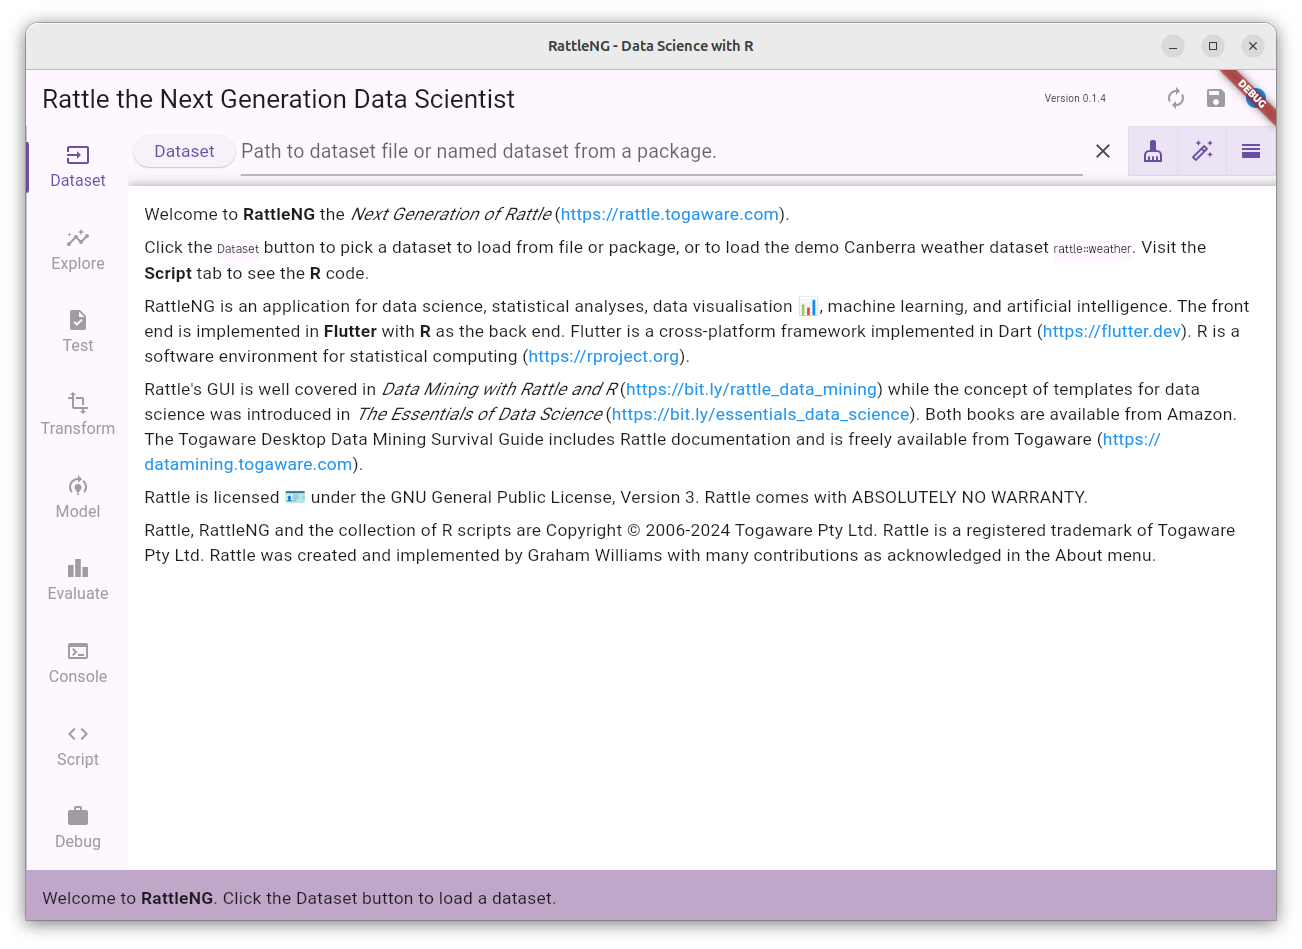 RattleNG - Data Science with R
Rattle the Next Generation Data Scientist
Version 0.1.4
DEBUG
Dataset
Path to dataset file or named dataset from a package.
Dataset
Explore
Test
Transform
Model
Evaluate
Console
Script
Debug
Welcome to RattleNG the Next Generation of Rattle (https://rattle.togaware.com).
Click the Dataset button to pick a dataset to load from file or package, or to load the demo Canberra weather dataset rattle::weather. Visit the
Script tab to see the R code.
RattleNG is an application for data science, statistical analyses, data visualisation 📊, machine learning, and artificial intelligence. The front
end is implemented in Flutter with R as the back end. Flutter is a cross-platform framework implemented in Dart (https://flutter.dev). R is a
software environment for statistical computing (https://rproject.org).
Rattle's GUI is well covered in Data Mining with Rattle and R (https://bit.ly/rattle_data_mining) while the concept of templates for data
science was introduced in The Essentials of Data Science (https://bit.ly/essentials_data_science). Both books are available from Amazon.
The Togaware Desktop Data Mining Survival Guide includes Rattle documentation and is freely available from Togaware (https://
datamining.togaware.com).
Rattle is licensed 🪪 under the GNU General Public License, Version 3. Rattle comes with ABSOLUTELY NO WARRANTY.
Rattle, RattleNG and the collection of R scripts are Copyright © 2006-2024 Togaware Pty Ltd. Rattle is a registered trademark of Togaware
Pty Ltd. Rattle was created and implemented by Graham Williams with many contributions as acknowledged in the About menu.
Welcome to RattleNG. Click the Dataset button to load a dataset.